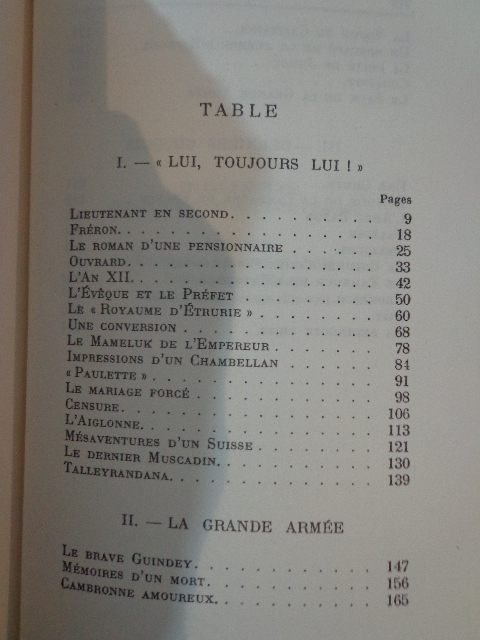 TABLE
I. — « LUI, TOUJOURS LUI ! »
Pages
LIEUTENANT EN SECOND. . . . . . . . . . 9
FRÉRON. . . . . . . . . . . . . . . 18
LE ROMAN D'UNE PENSIONNAIRE . . . . . . . 25
OUVRARD. . . . . . . . . . . . . . 33
L'AN XII. . . . . . . . . . . . . . 42
L'ÉVÊQUE ET LE PRÉFET . . . . . . . . . 50
LE « ROYAUME D'ÉTRURIE » . . . . . . . . 60
UNE CONVERSION . . . . . . . . . . . 68
LE MAMELUK DE L'EMPEREUR . . . . . . . . 78
IMPRESSIONS D'UN CHAMBELLAN . . . . . . . 84
« PAULETTE » . . . . . . . . . . . . 91
LE MARIAGE FORCÉ . . . . . . . . . . 98
CENSURE. . . . . . . . . . . . . . 106
L'AIGLONNE. . . . . . . . . . . . . 113
MÉSAVENTURES D'UN SUISSE . . . . . . . . 121
LE DERNIER MUSCADIN. . . . . . . . . . 130
TALLEYRANDANA. . . . . . . . . . . . 139
II. — LA GRANDE ARMÉE
LE BRAVE GUINDEY. . . . . . . . . . . 147
MÉMOIRES D'UN MORT. . . . . . . . . . 156
CAMBRONNE AMOUREUX. . . . . . . . . . 165